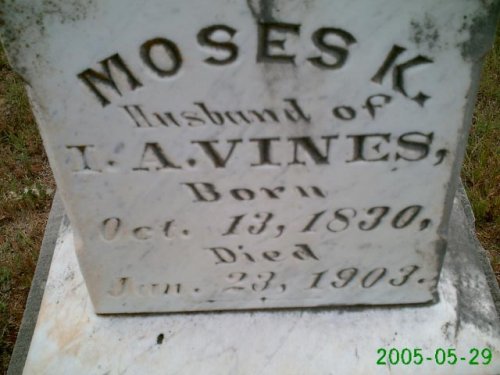 MOSES K.
Husband of
I. A. VINES,
Born
Oct. 13, 1830,
Died
Jan. 23, 1903.
2005-05-29